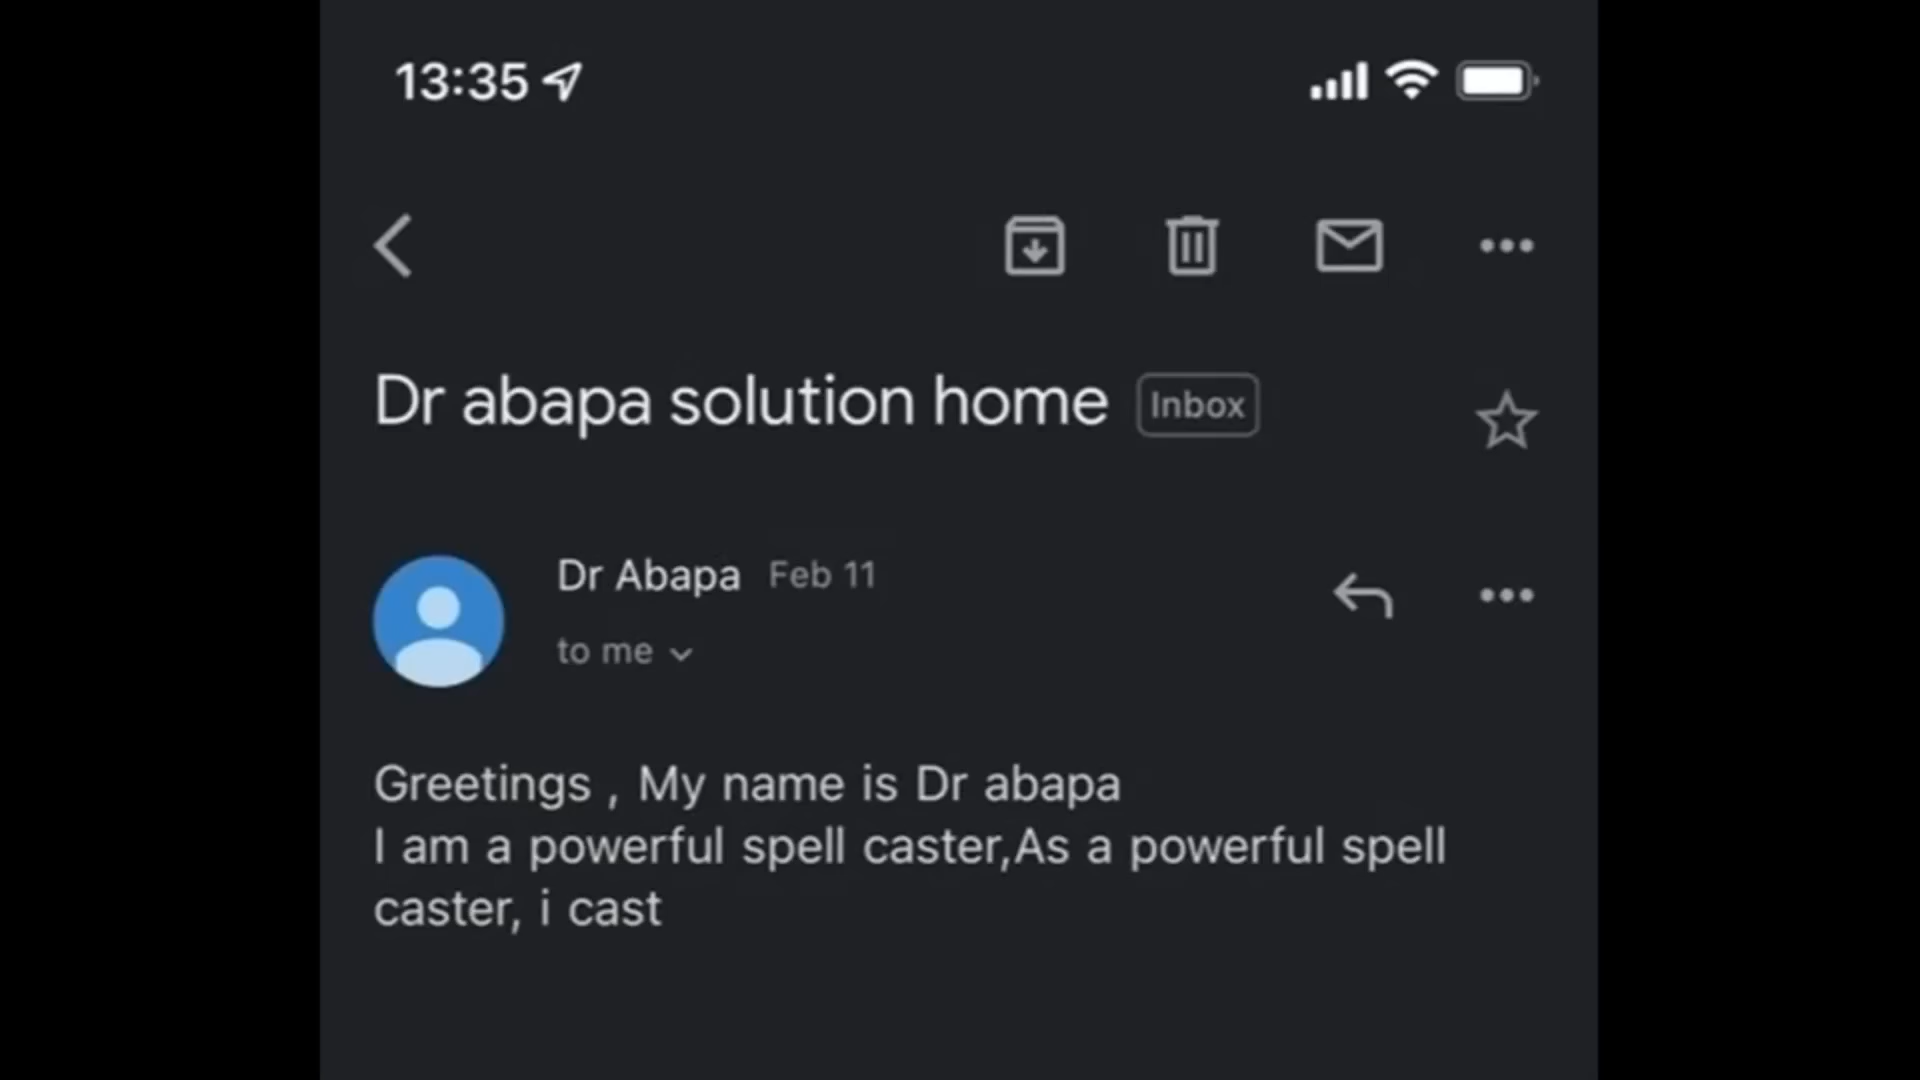 13:35
Dr abapa solution home Inbox
Dr Abapa Feb 11
to me
Greetings , My name is Dr abapa
I am a powerful spell caster,As a powerful spell
caster, i cast